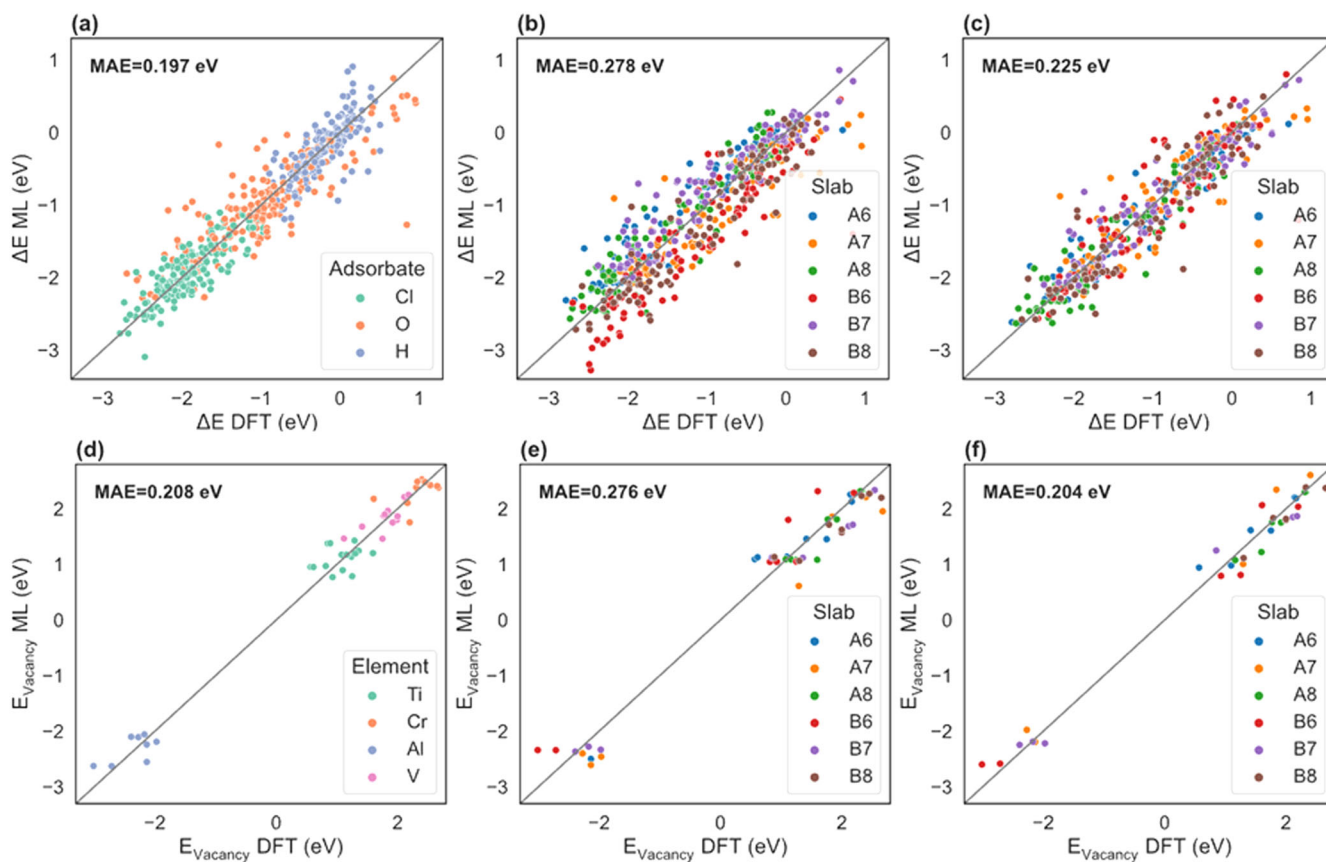 (a)
MAE=0.197 eV
ΔE ML (eV)
1
0
−1
−2
−3
Adsorbate
Cl
O
H
−3 −2 −1 0 1
ΔE DFT (eV)
(b)
MAE=0.278 eV
ΔE ML (eV)
1
0
−1
−2
−3
Slab
A6
A7
A8
B6
B7
B8
−3 −2 −1 0 1
ΔE DFT (eV)
(c)
MAE=0.225 eV
ΔE ML (eV)
1
0
−1
−2
−3
Slab
A6
A7
A8
B6
B7
B8
−3 −2 −1 0 1
ΔE DFT (eV)
(d)
MAE=0.208 eV
EVacancy ML (eV)
2
1
0
−1
−2
−3
Element
Ti
Cr
Al
V
−2 0 2
EVacancy DFT (eV)
(e)
MAE=0.276 eV
EVacancy ML (eV)
2
1
0
−1
−2
−3
Slab
A6
A7
A8
B6
B7
B8
−2 0 2
EVacancy DFT (eV)
(f)
MAE=0.204 eV
EVacancy ML (eV)
2
1
0
−1
−2
−3
Slab
A6
A7
A8
B6
B7
B8
−2 0 2
EVacancy DFT (eV)